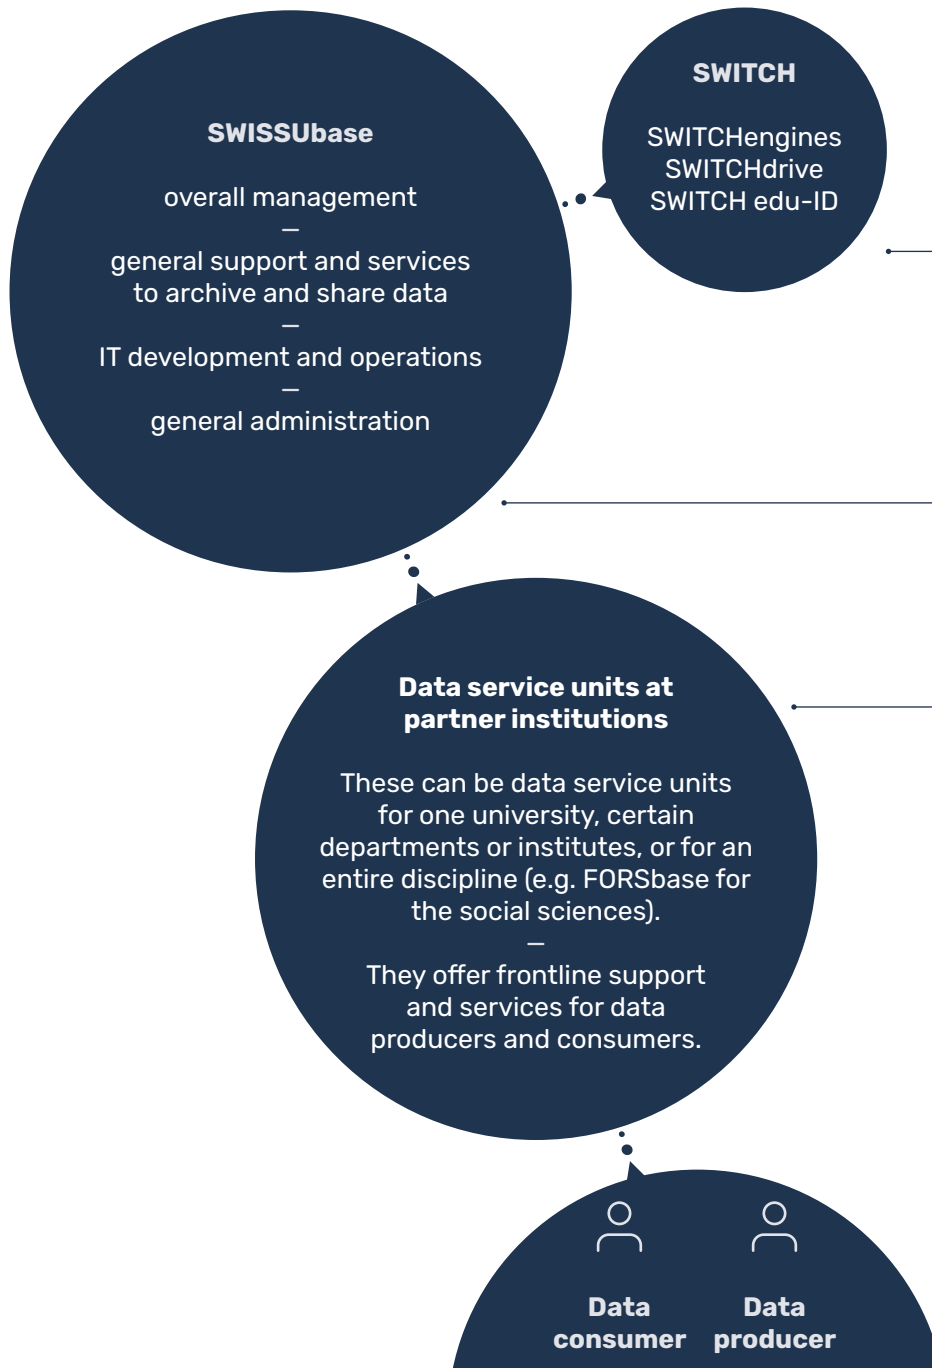 SWISSUbase
overall management
—
general support and services
to archive and share data
—
IT development and operations
—
general administration
SWITCH
SWITCHengines
SWITCHdrive
SWITCH edu-ID
Data service units at
partner institutions
These can be data service units
for one university, certain
departments or institutes, or for an
entire discipline (e.g. FORSbase for
the social sciences).
—
They offer frontline support
and services for data
producers and consumers.
Data
consumer
Data
producer